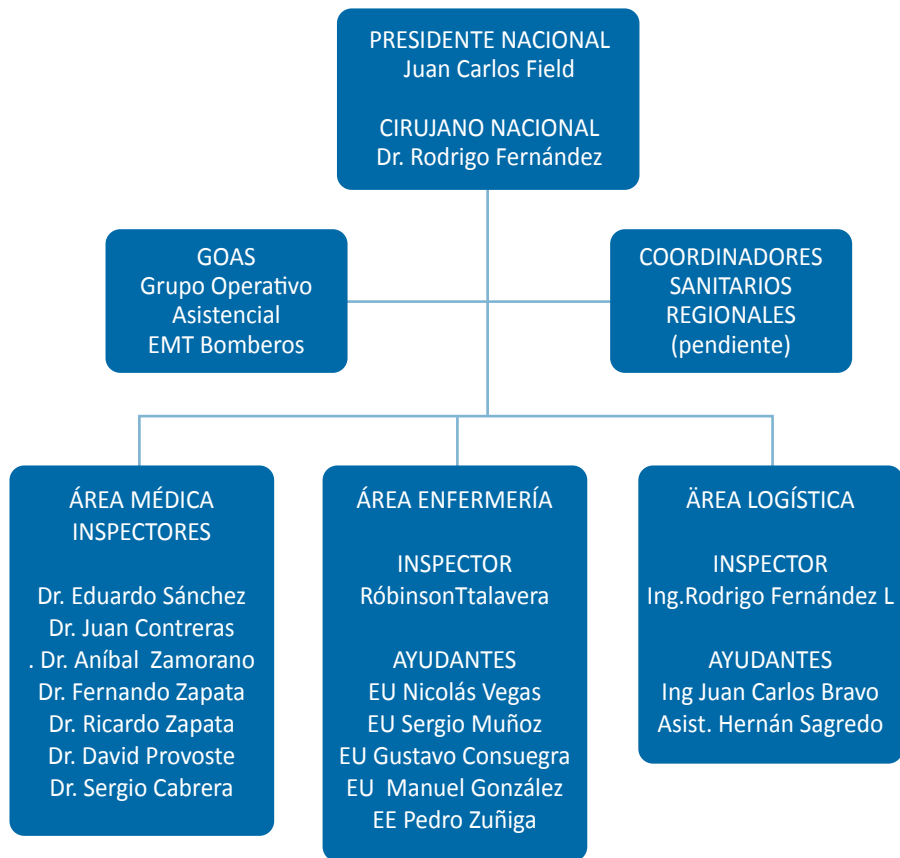 PRESIDENTE NACIONAL
Juan Carlos Field
CIRUJANO NACIONAL
Dr. Rodrigo Fernández
GOAS
Grupo Operativo
Asistencial
EMT Bomberos
COORDINADORES
SANITARIOS
REGIONALES
(pendiente)
ÁREA MÉDICA
INSPECTORES
Dr. Eduardo Sánchez
Dr. Juan Contreras
. Dr. Aníbal  Zamorano
Dr. Fernando Zapata
Dr. Ricardo Zapata
Dr. David Provoste
Dr. Sergio Cabrera
ÁREA ENFERMERÍA
INSPECTOR
RóbinsonTtalavera
AYUDANTES
EU Nicolás Vegas
EU Sergio Muñoz
EU Gustavo Consuegra
EU  Manuel González
EE Pedro Zuñiga
ÄREA LOGÍSTICA
INSPECTOR
Ing.Rodrigo Fernández L
AYUDANTES
Ing Juan Carlos Bravo
Asist. Hernán Sagredo